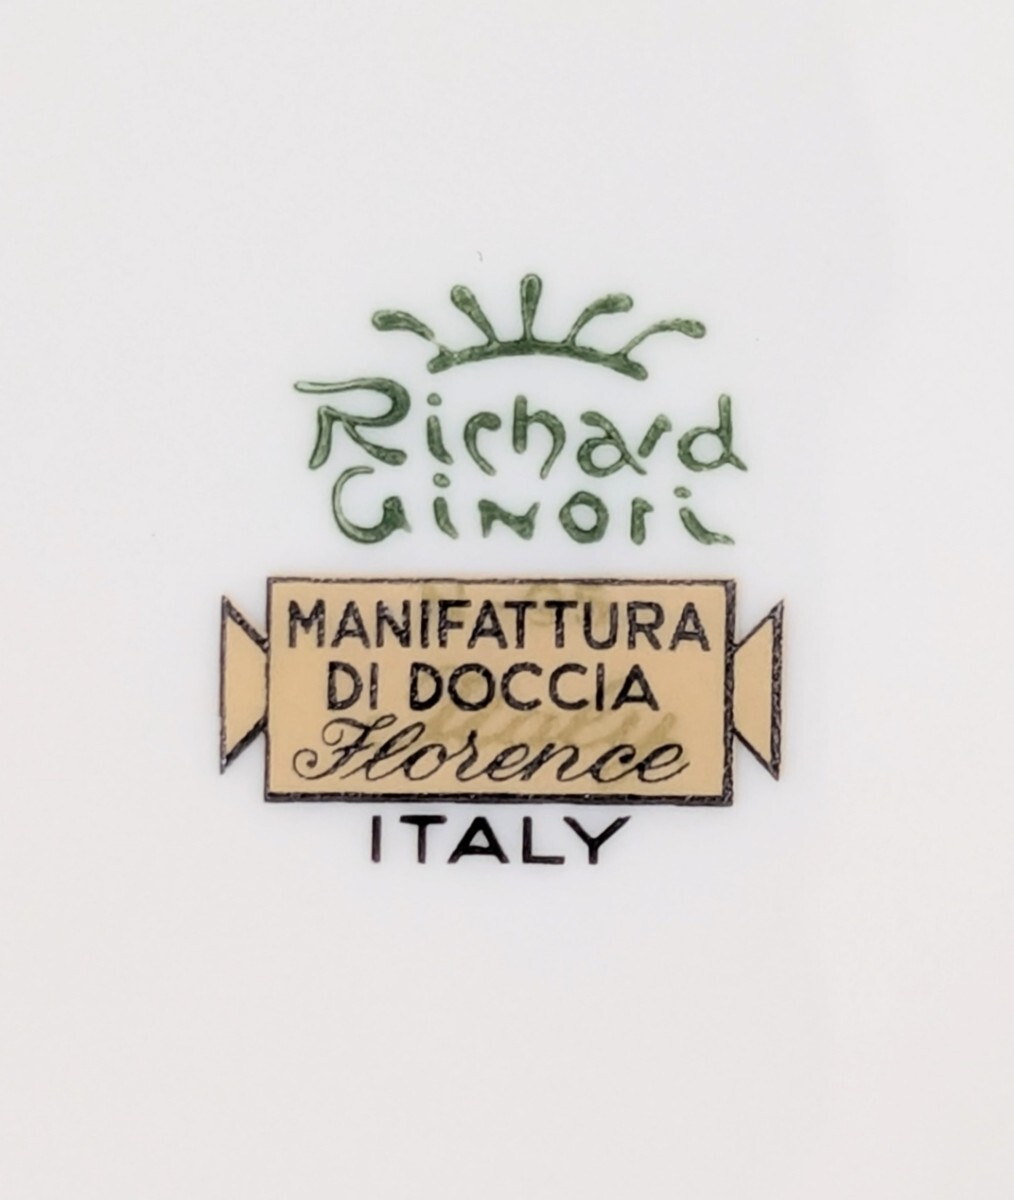 Richard
Ginori
MANIFATTURA
DI DOCCIA
Florence
ITALY